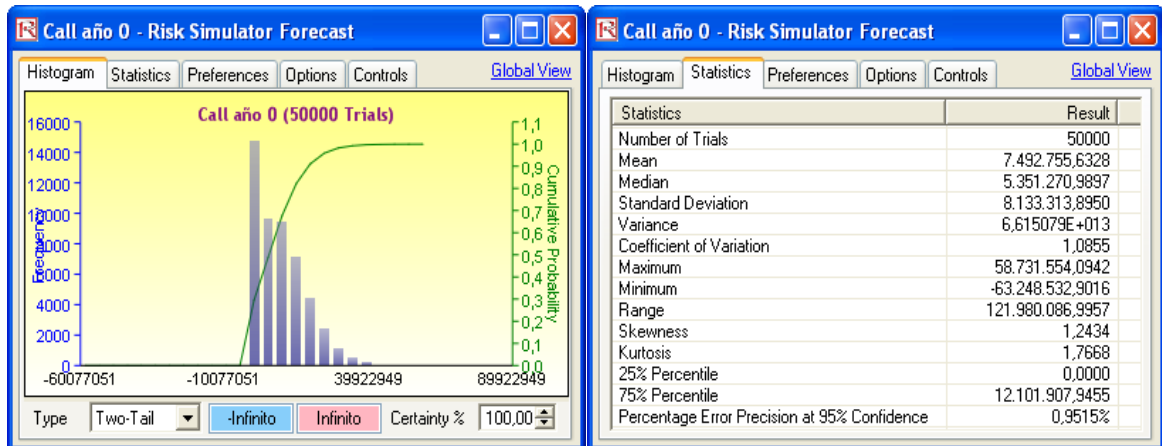 Call año 0 - Risk Simulator Forecast
Histogram Statistics Preferences Options Controls Global View
Call año 0 (50000 Trials)
Frequency
16000
14000
12000
10000
8000
6000
4000
2000
0
1,1
1,0
0,9
0,8
0,7
0,6
0,5
0,4
0,3
0,2
0,1
0,0
Cumulative Probability
-60077051 -10077051 39922949 89922949
Type Two-Tail -Infinito Infinito Certainty % 100,00
Call año 0 - Risk Simulator Forecast
Histogram Statistics Preferences Options Controls Global View
Statistics Result
Number of Trials 50000
Mean 7.492.755,6328
Median 5.351.270,9897
Standard Deviation 8.133.313,8950
Variance 6,615079E+013
Coefficient of Variation 1,0855
Maximum 58.731.554,0942
Minimum -63.248.532,9016
Range 121.980.086,9957
Skewness 1,2434
Kurtosis 1,7668
25% Percentile 0,0000
75% Percentile 12.101.907,9455
Percentage Error Precision at 95% Confidence 0,9515%